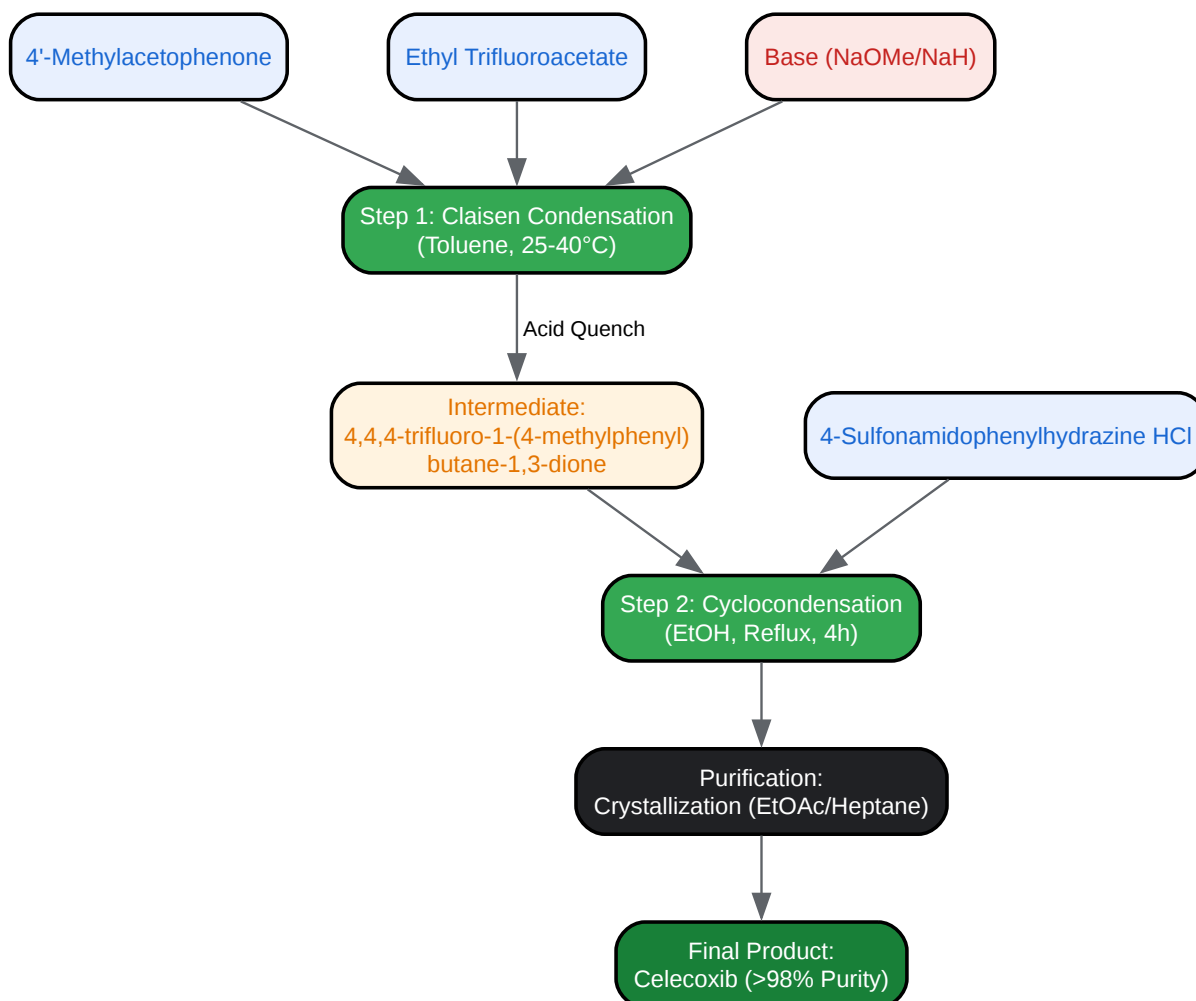 4'-Methylacetophenone
Ethyl Trifluoroacetate
Base (NaOMe/NaH)
Step 1: Claisen Condensation
(Toluene, 25-40°C)
Acid Quench
Intermediate:
4,4,4-trifluoro-1-(4-methylphenyl)
butane-1,3-dione
4-Sulfonamidophenylhydrazine HCl
Step 2: Cyclocondensation
(EtOH, Reflux, 4h)
Purification:
Crystallization (EtOAc/Heptane)
Final Product:
Celecoxib (>98% Purity)